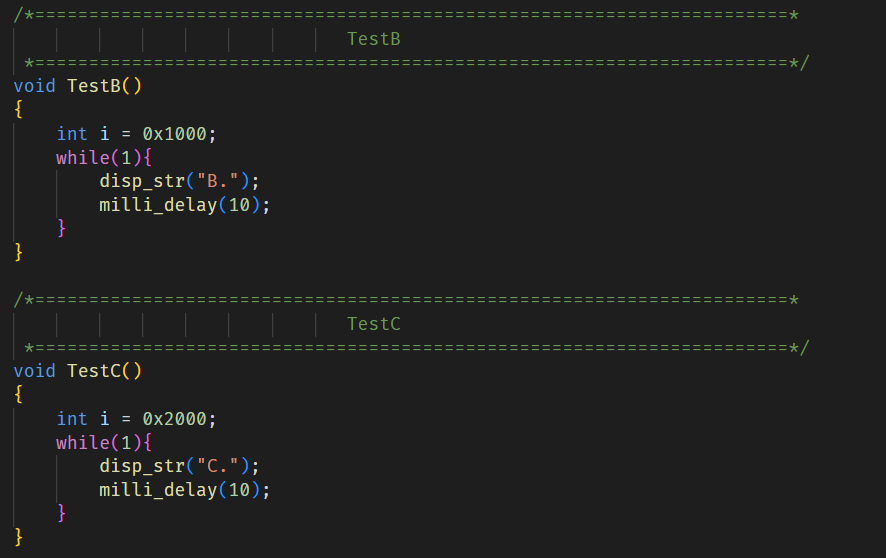 /*======================================================================*
                               TestB
 *======================================================================*/
void TestB()
{
    int i = 0x1000;
    while(1){
        disp_str("B.");
        milli_delay(10);
    }
}

/*======================================================================*
                               TestC
 *======================================================================*/
void TestC()
{
    int i = 0x2000;
    while(1){
        disp_str("C.");
        milli_delay(10);
    }
}